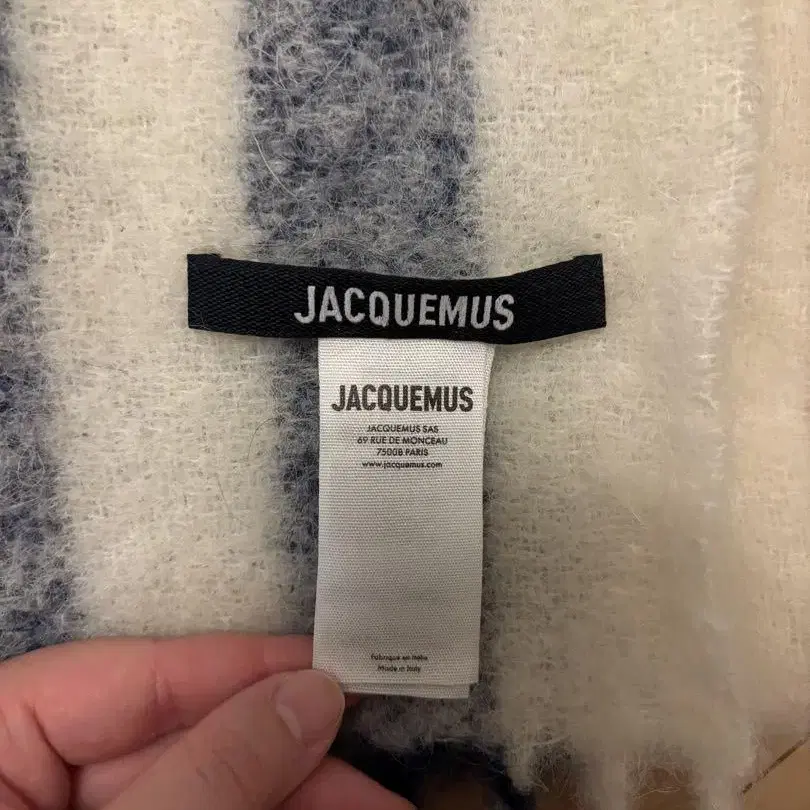 JACQUEMUS
JACQUEMUS
JACQUEMUS SAS
69 RUE DE MONCEAU
75008 PARIS
www.jacquemus.com
Fabriqué en Italie
Made in Italy